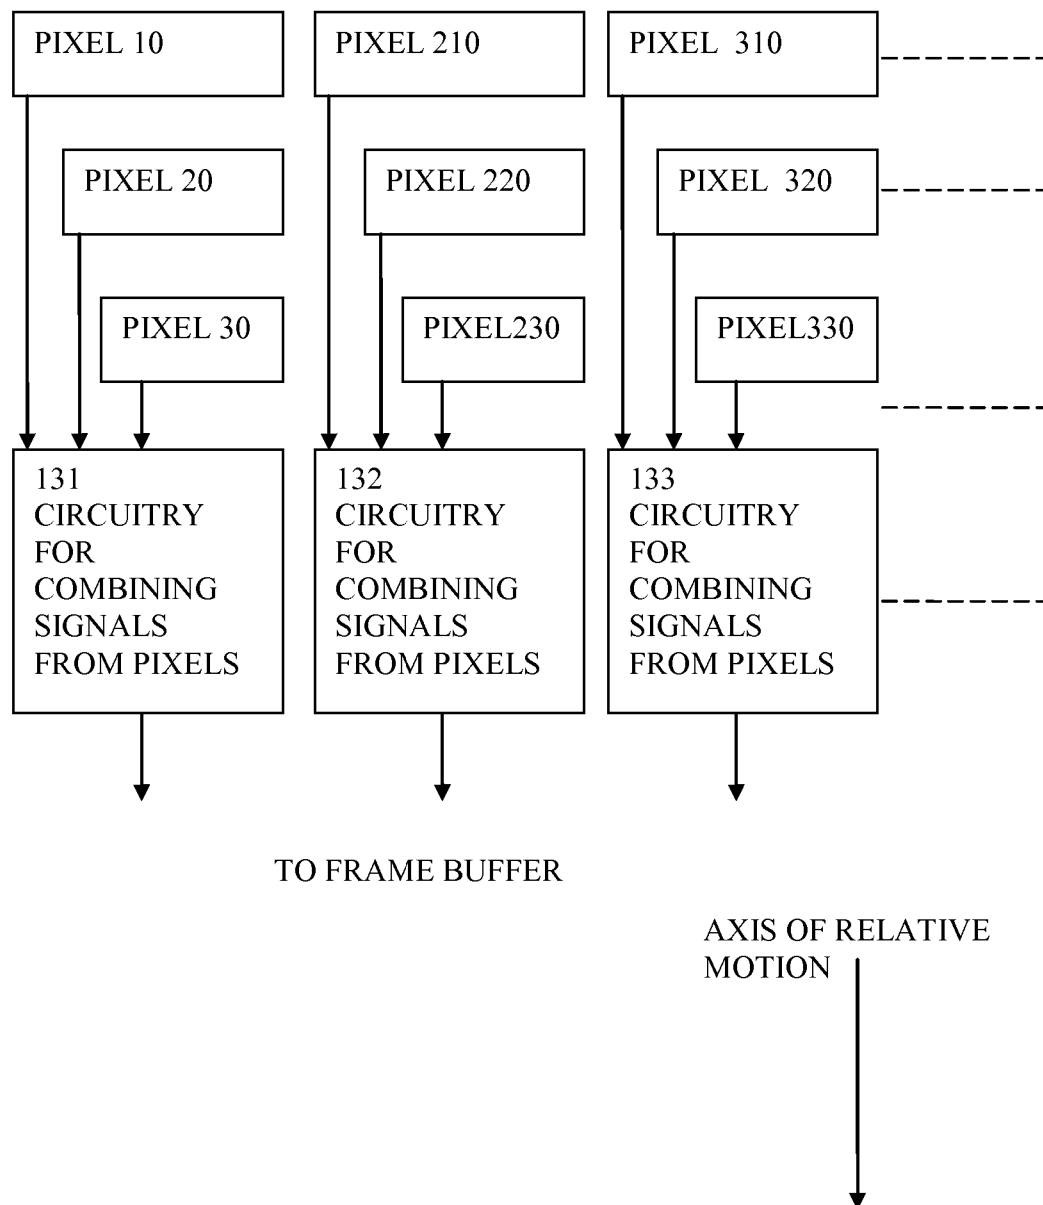 PIXEL 10
PIXEL 210
PIXEL 310
PIXEL 20
PIXEL 220
PIXEL 320
PIXEL 30
PIXEL230
PIXEL330
131
CIRCUITRY
FOR
COMBINING
SIGNALS
FROM PIXELS
132
CIRCUITRY
FOR
COMBINING
SIGNALS
FROM PIXELS
133
CIRCUITRY
FOR
COMBINING
SIGNALS
FROM PIXELS
TO FRAME BUFFER
AXIS OF RELATIVE
MOTION